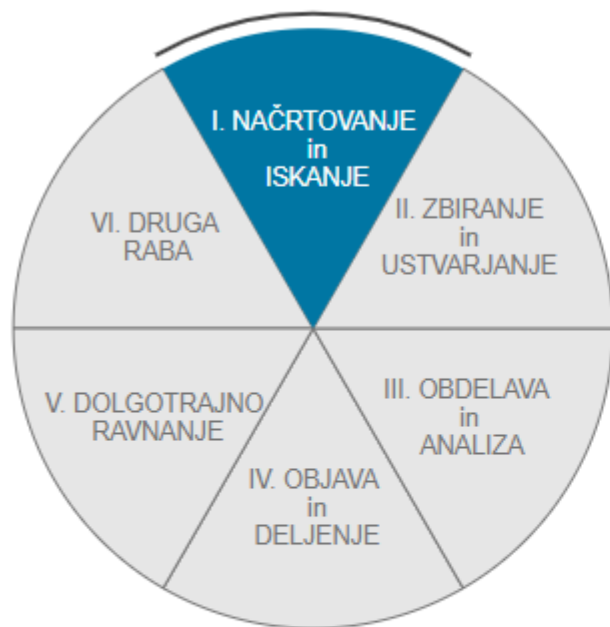 I. NAČRTOVANJE
in
ISKANJE
II. ZBIRANJE
in
USTVARJANJE
III. OBDELAVA
in
ANALIZA
IV. OBJAVA
in
DELJENJE
V. DOLGOTRAJNO
RAVNANJE
VI. DRUGA
RABA